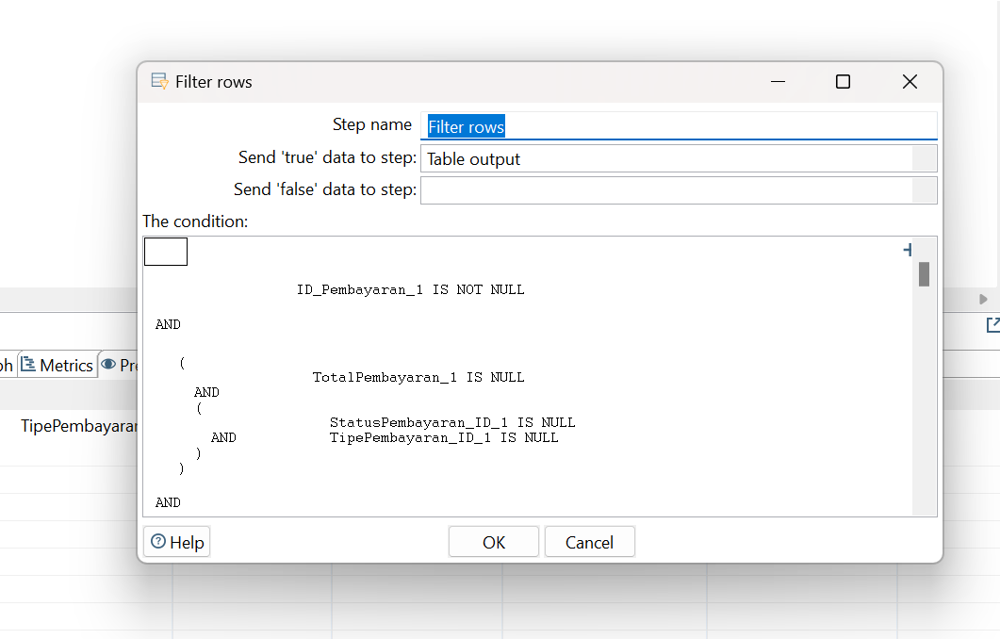 Filter rows
Step name Filter rows
Send 'true' data to step: Table output
Send 'false' data to step:
The condition:
ID_Pembayaran_1 IS NOT NULL
AND
(
TotalPembayaran_1 IS NULL
AND
(
StatusPembayaran_ID_1 IS NULL
AND TipePembayaran_ID_1 IS NULL
)
)
AND
Help OK Cancel
Metrics
TipePembayaran